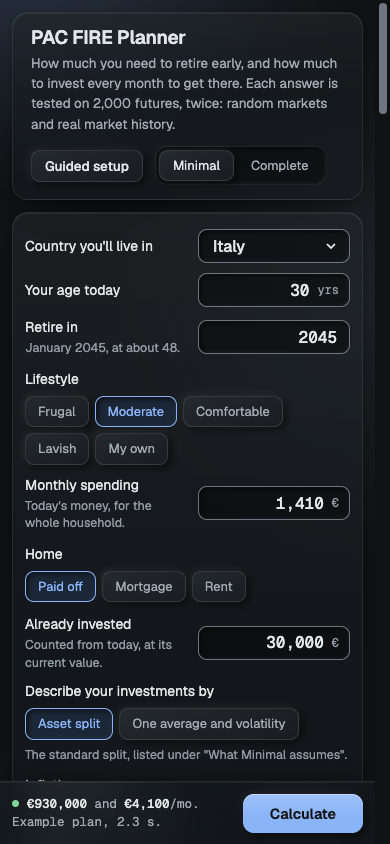 PAC FIRE Planner
How much you need to retire early, and how much
to invest every month to get there. Each answer is
tested on 2,000 futures, twice: random markets
and real market history.
Guided setup
Minimal
Complete
Country you'll live in
Italy
Your age today
30 yrs
Retire in
January 2045, at about 48.
2045
Lifestyle
Frugal
Moderate
Comfortable
Lavish
My own
Monthly spending
Today's money, for the
whole household.
1,410 €
Home
Paid off
Mortgage
Rent
Already invested
Counted from today, at its
current value.
30,000 €
Describe your investments by
Asset split
One average and volatility
The standard split, listed under "What Minimal assumes".
€930,000 and €4,100/mo.
Example plan, 2.3 s.
Calculate